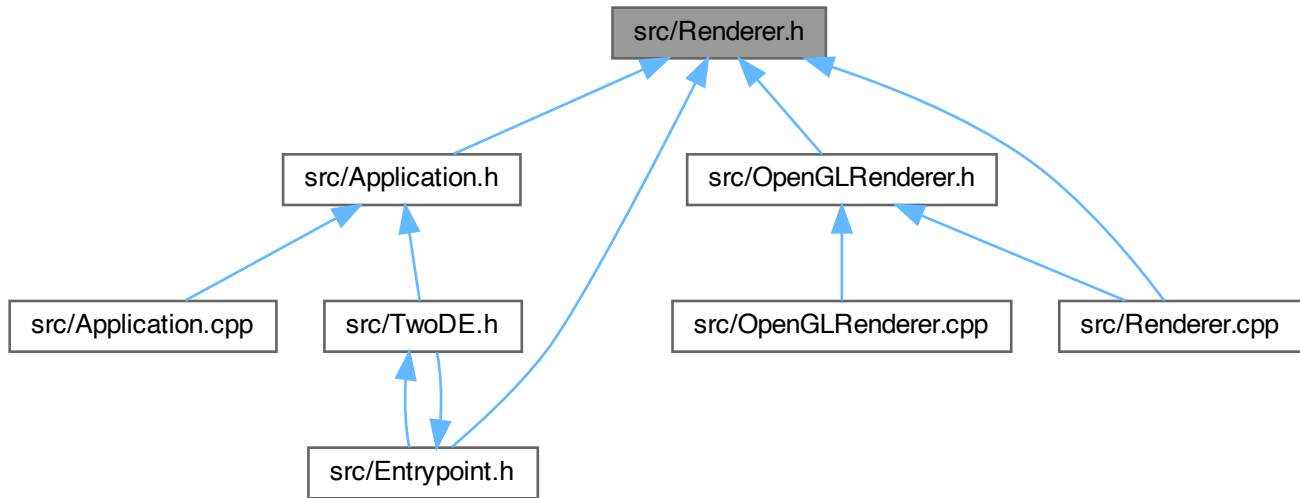 src/Renderer.h
src/Application.h
src/OpenGLRenderer.h
src/Application.cpp
src/TwoDE.h
src/OpenGLRenderer.cpp
src/Renderer.cpp
src/Entrypoint.h